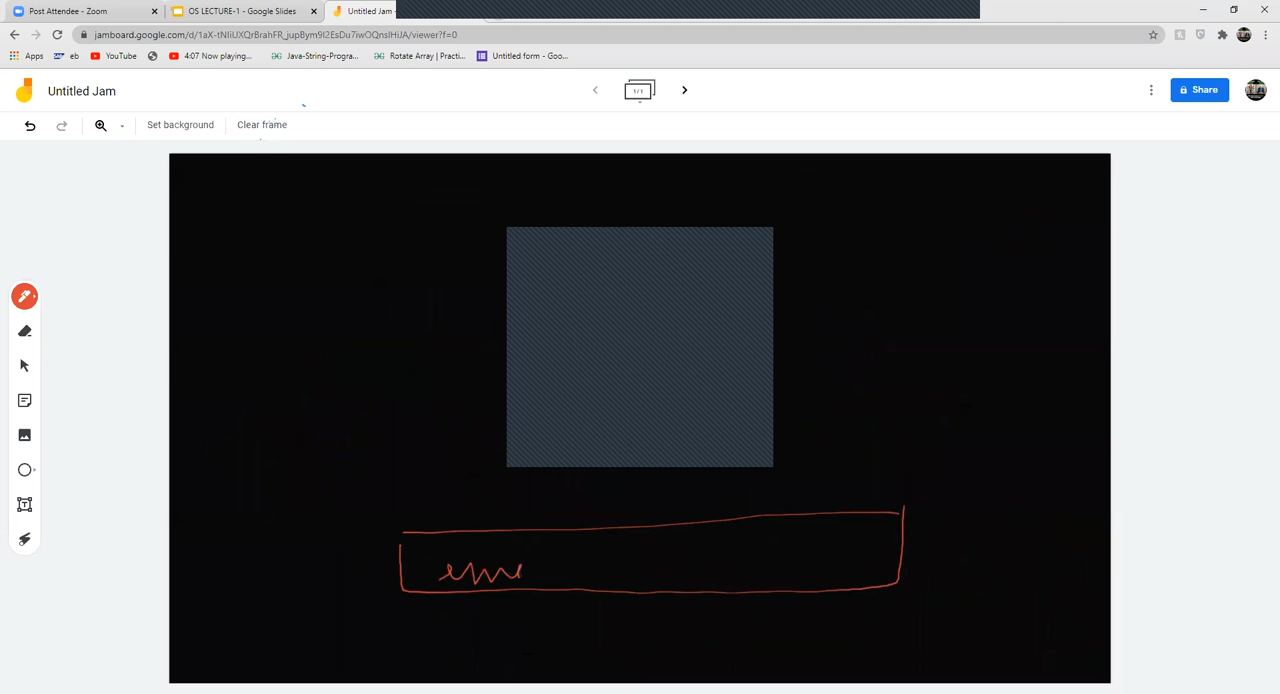 Post Attendee - Zoom
OS LECTURE-1 - Google Slides
Untitled Jam -
jamboard.google.com/d/1aX-tNIiUXQrBrahFR_jupBym9I2EsDu7iwOQnsIHiJA/viewer?f=0
Apps
eb
YouTube
4:07 Now playing...
Java-String-Progra...
Rotate Array | Practi...
Untitled form - Goo...
Untitled Jam
1/1
Share
Set background
Clear frame